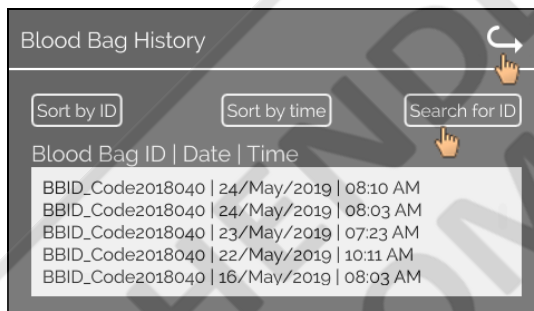 Blood Bag History
Sort by ID Sort by time Search for ID
Blood Bag ID | Date | Time
BBID_Code2018040 | 24/May/2019 | 08:10 AM
BBID_Code2018040 | 24/May/2019 | 08:03 AM
BBID_Code2018040 | 23/May/2019 | 07:23 AM
BBID_Code2018040 | 22/May/2019 | 10:11 AM
BBID_Code2018040 | 16/May/2019 | 08:03 AM